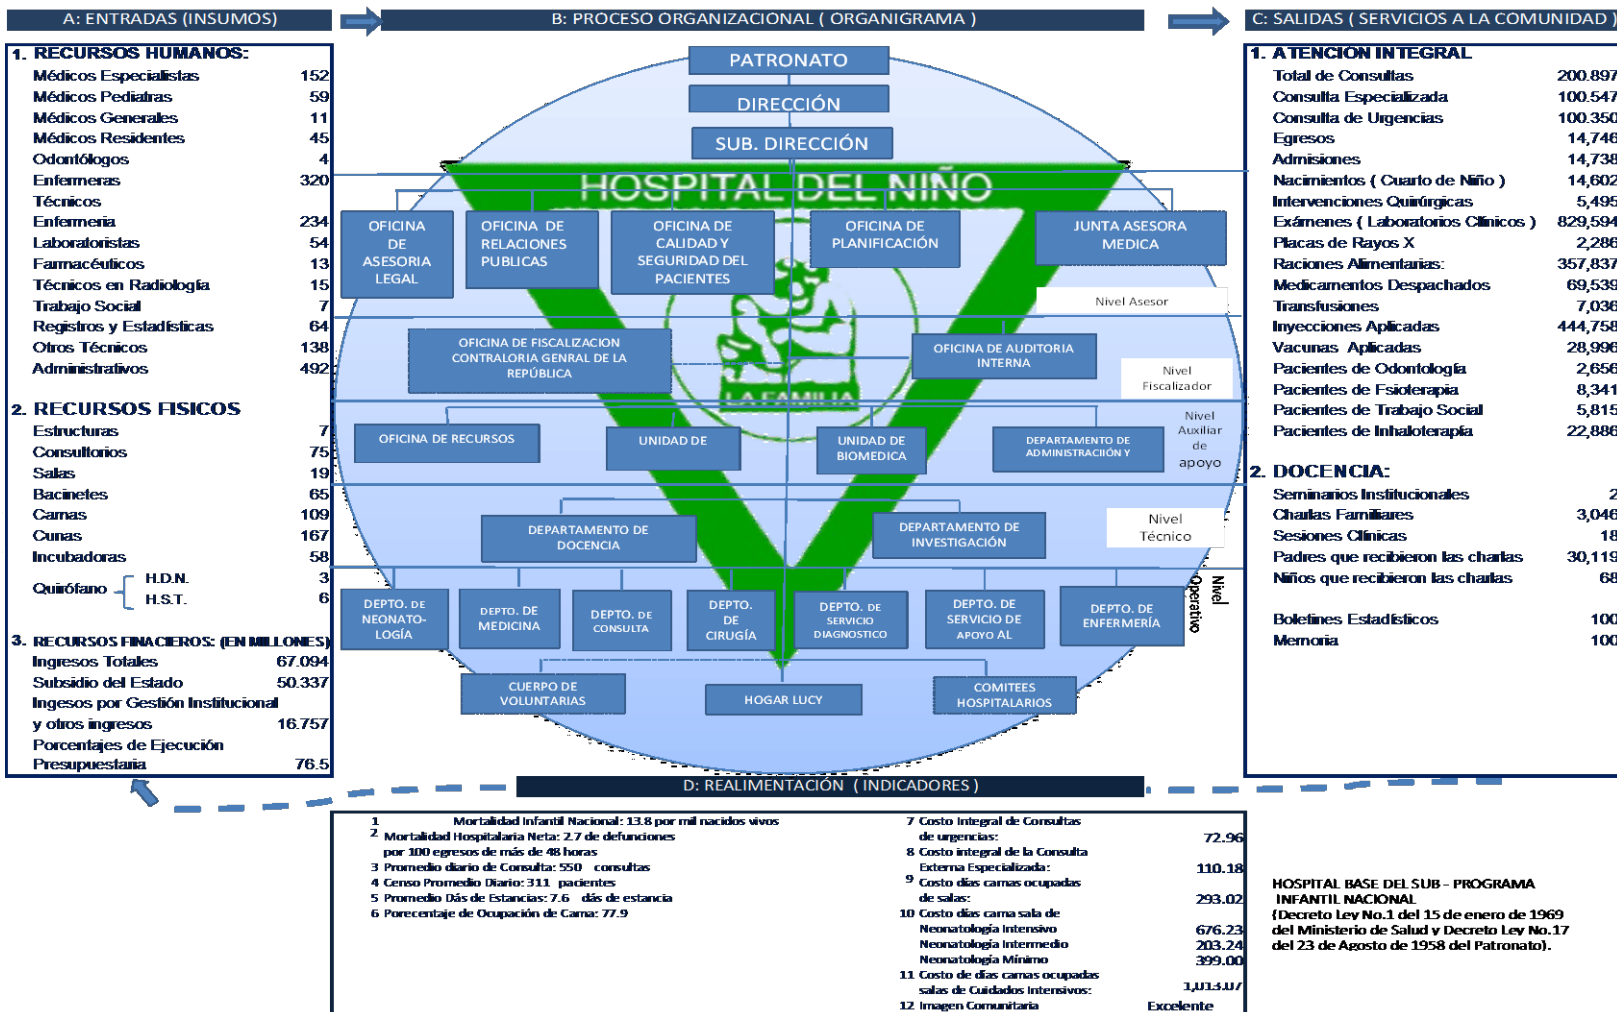 A: ENTRADAS (INSUMOS)
B: PROCESO ORGANIZACIONAL ( ORGANIGRAMA )
C: SALIDAS ( SERVICIOS A LA COMUNIDAD )
1. RECURSOS HUMANOS:
Médicos Especialistas 152
Médicos Pediatras 59
Médicos Generales 11
Médicos Residentes 45
Odontólogos 4
Enfermeras 320
Técnicos
Enfermeria 234
Laboratoristas 54
Farmacéuticos 13
Técnicos en Radiología 15
Trabajo Social 7
Registros y Estadísticas 64
Otros Técnicos 138
Administrativos 492
2. RECURSOS FISICOS
Estructuras 7
Consultorios 75
Salas 19
Bacinetes 65
Camas 109
Cunas 167
Incubadoras 58
Quirófano
H.D.N. 3
H.S.T. 6
3. RECURSOS FINACIEROS: (EN MILLONES)
Ingresos Totales 67.094
Subsidio del Estado 50.337
Ingesos por Gestión Institucional
y otros ingresos 16.757
Porcentajes de Ejecución
Presupuestaria 76.5
PATRONATO
DIRECCIÓN
SUB. DIRECCIÓN
HOSPITAL DEL NIÑO
OFICINA
DE
ASESORIA
LEGAL
OFICINA DE
RELACIONES
PUBLICAS
OFICINA DE
CALIDAD Y
SEGURIDAD DEL
PACIENTES
OFICINA DE
PLANIFICACIÓN
JUNTA ASESORA
MEDICA
Nivel Asesor
OFICINA DE FISCALIZACION
CONTRALORIA GENRAL DE LA
REPÚBLICA
OFICINA DE AUDITORIA
INTERNA
Nivel
Fiscalizador
LA FAMILIA
OFICINA DE RECURSOS
UNIDAD DE
UNIDAD DE
BIOMEDICA
DEPARTAMENTO DE
ADMINISTRACIIÓN Y
Nivel
Auxiliar
de
apoyo
DEPARTAMENTO DE
DOCENCIA
DEPARTAMENTO DE
INVESTIGACIÓN
Nivel
Técnico
DEPTO. DE
NEONATO-
LOGÍA
DEPTO. DE
MEDICINA
DEPTO. DE
CONSULTA
DEPTO.
DE
CIRUGÍA
DEPTO. DE
SERVICIO
DIAGNOSTICO
DEPTO. DE
SERVICIO DE
APOYO AL
DEPTO. DE
ENFERMERÍA
Nivel
Operativo
CUERPO DE
VOLUNTARIAS
HOGAR LUCY
COMITEES
HOSPITALARIOS
1. ATENCION INTEGRAL
Total de Consultas 200.897
Consulta Especializada 100.547
Consulta de Urgencias 100.350
Egresos 14,746
Admisiones 14,738
Nacimientos ( Cuarto de Niño ) 14,602
Intervenciones Quirúrgicas 5,495
Exámenes ( Laboratorios Clínicos ) 829,594
Placas de Rayos X 2,286
Raciones Alimentarias: 357,837
Medicamentos Despachados 69,539
Transfusiones 7,036
Inyecciones Aplicadas 444,758
Vacunas Aplicadas 28,996
Pacientes de Odontología 2,656
Pacientes de Fsioterapia 8,341
Pacientes de Trabajo Social 5,815
Pacientes de Inhaloterapía 22,886
2. DOCENCIA:
Seminarios Institucionales 2
Charlas Familiares 3,046
Sesiones Clínicas 18
Padres que recibieron las charlas 30,119
Niños que recibieron las charlas 68
Boletines Estadísticos 100
Memoria 100
D: REALIMENTACIÓN ( INDICADORES )
1 Mortalidad Infantil Nacional: 13.8 por mil nacidos vivos
2 Mortalidad Hospitalaria Neta: 2.7 de defunciones
por 100 egresos de más de 48 horas
3 Promedio diario de Consulta: 550 consultas
4 Censo Promedio Diario: 311 pacientes
5 Promedio Dás de Estancias: 7.6 dás de estancia
6 Porecentaje de Ocupación de Cama: 77.9
7 Costo Integral de Consultas
de urgencias: 72.96
8 Costo integral de la Consulta
Externa Especializada: 110.18
9 Costo días camas ocupadas
de salas: 293.02
10 Costo días cama sala de
Neonatología Intensivo 676.23
Neonatología Intermedio 203.24
Neonatología Mínimo 399.00
11 Costo de días camas ocupadas
salas de Cuidados Intensivos: 1,013.07
12 Imagen Comunitaria Excelente
HOSPITAL BASE DEL SUB - PROGRAMA
INFANTIL NACIONAL
(Decreto Ley No.1 del 15 de enero de 1969
del Ministerio de Salud y Decreto Ley No.17
del 23 de Agosto de 1958 del Patronato).